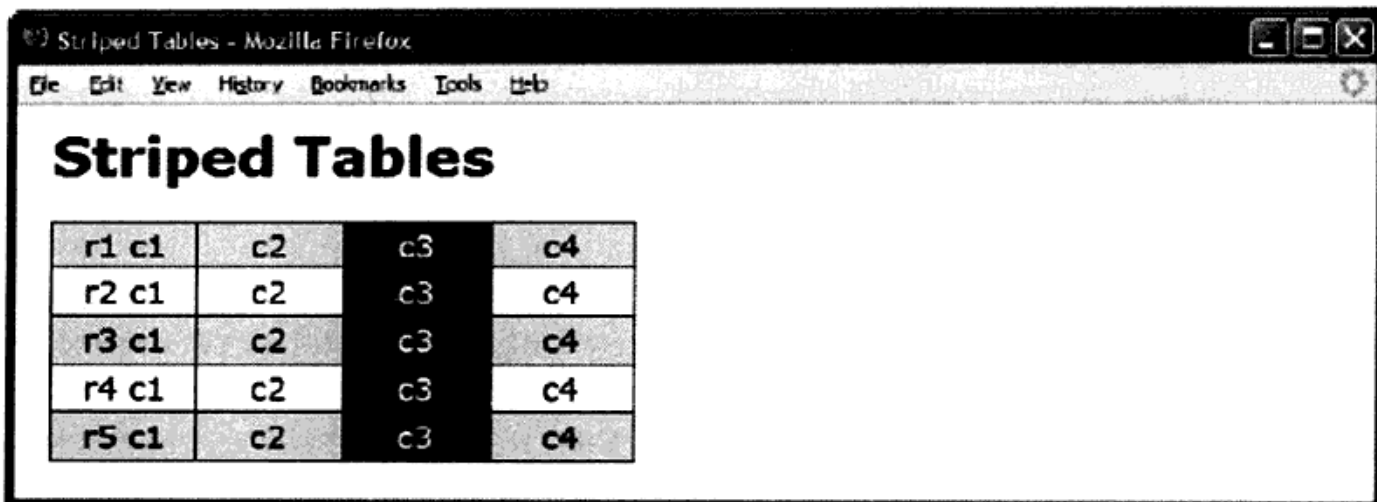 Striped Tables - Mozilla Firefox
File Edit View History Bookmarks Tools Help
Striped Tables
r1 c1 c2 c3 c4
r2 c1 c2 c3 c4
r3 c1 c2 c3 c4
r4 c1 c2 c3 c4
r5 c1 c2 c3 c4